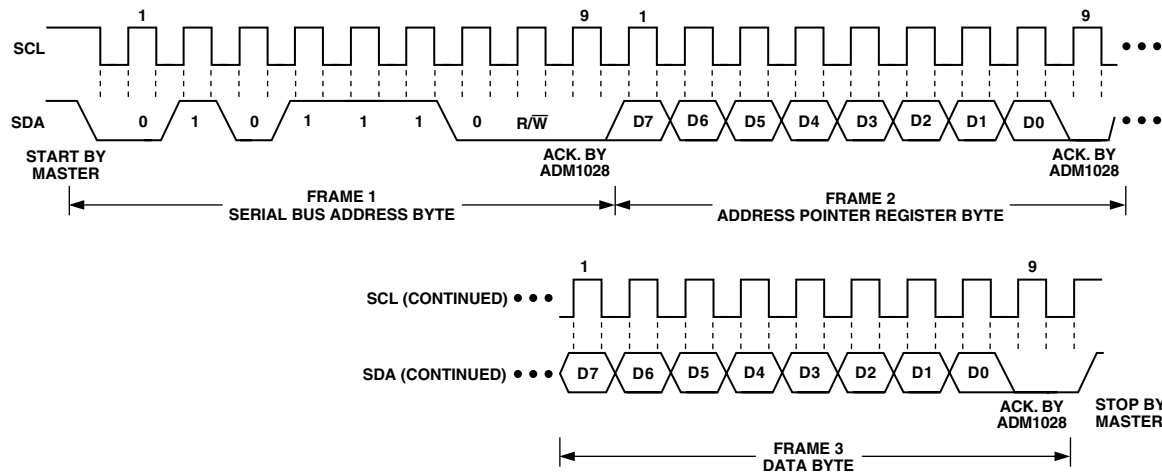 1 9 1 9
SCL
SDA 0 1 0 1 1 1 0 R/W̅ D7 D6 D5 D4 D3 D2 D1 D0
START BY
MASTER
ACK. BY
ADM1028
ACK. BY
ADM1028
FRAME 1
SERIAL BUS ADDRESS BYTE
FRAME 2
ADDRESS POINTER REGISTER BYTE
1 9
SCL (CONTINUED)
SDA (CONTINUED) D7 D6 D5 D4 D3 D2 D1 D0
ACK. BY
ADM1028
STOP BY
MASTER
FRAME 3
DATA BYTE